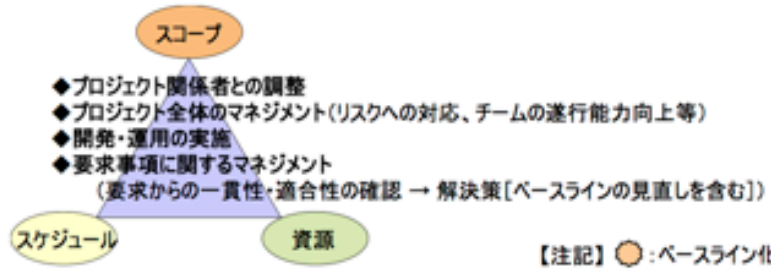 スコープ
◆プロジェクト関係者との調整
◆プロジェクト全体のマネジメント(リスクへの対応、チームの遂行能力向上等)
◆開発・運用の実施
◆要求事項に関するマネジメント
(要求からの一貫性・適合性の確認 → 解決策[ベースラインの見直しを含む])
スケジュール
資源
【注記】 :ベースライン化